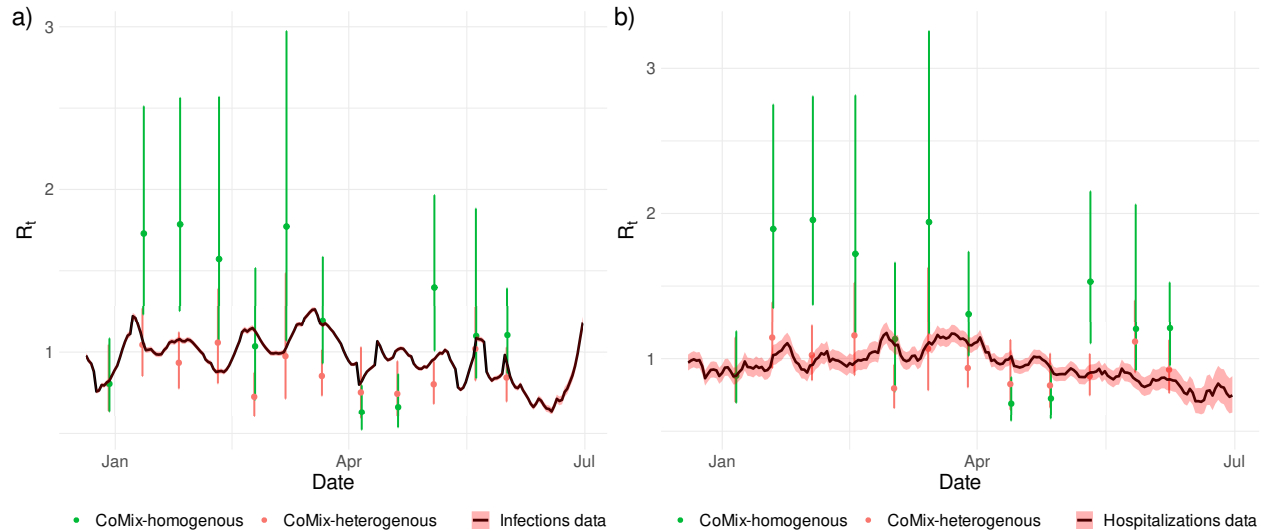 a)
b)
3
2
1
Rt
Jan
Apr
Jul
Date
CoMix-homogenous
CoMix-heterogenous
Infections data
3
2
1
Rt
Jan
Apr
Jul
Date
CoMix-homogenous
CoMix-heterogenous
Hospitalizations data